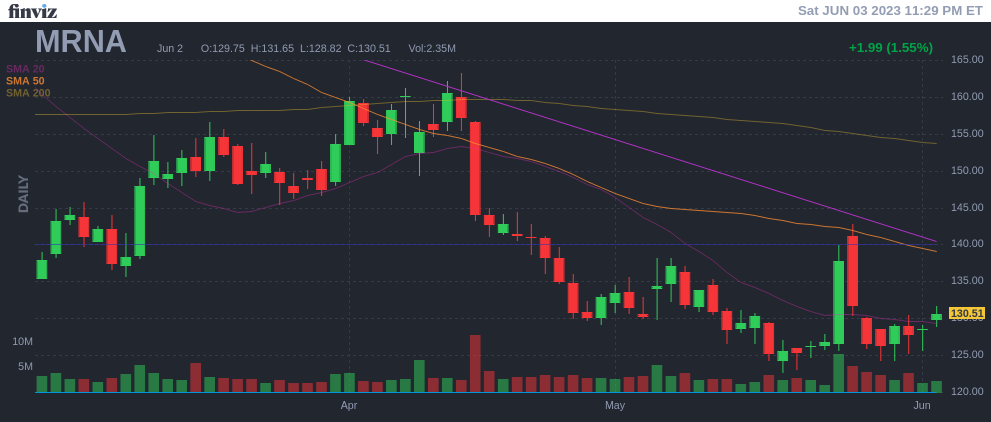 finviz
Sat JUN 03 2023 11:29 PM ET
MRNA
Jun 2 O:129.75 H:131.65 L:128.82 C:130.51 Vol:2.35M
+1.99 (1.55%)
SMA 20
SMA 50
SMA 200
DAILY
165.00
160.00
155.00
150.00
145.00
140.00
135.00
130.51
125.00
120.00
10M
5M
Apr
May
Jun